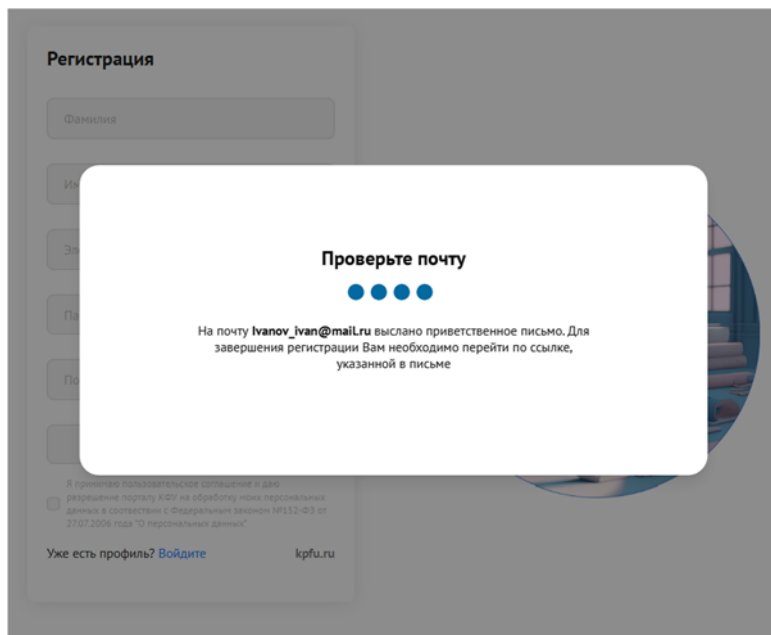 Регистрация
Фамилия
Проверьте почту
На почту Ivanov_ivan@mail.ru выслано приветственное письмо. Для
завершения регистрации Вам необходимо перейти по ссылке,
указанной в письме
Я принимаю пользовательское соглашение и даю
разрешение порталу КФУ на обработку моих персональных
данных в соответствии с Федеральным законом №152-ФЗ от
27.07.2006 года "О персональных данных"
Уже есть профиль? Войдите
kpfu.ru